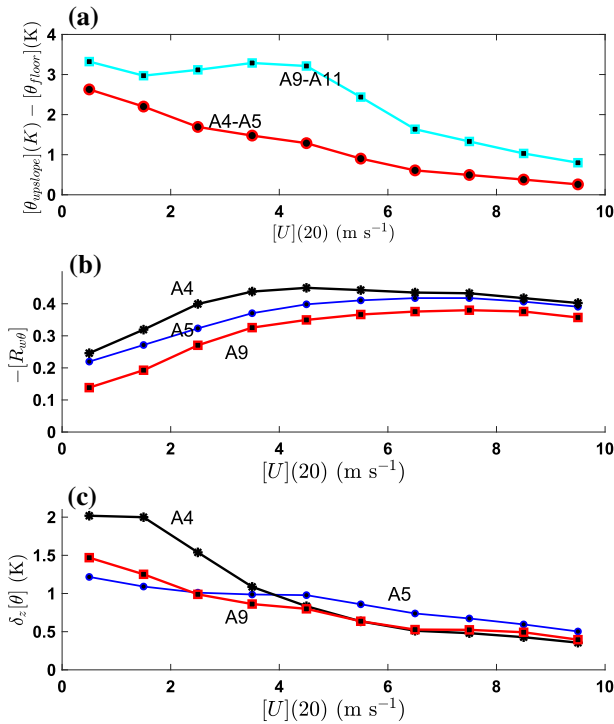 (a)
[θ_upslope](K) − [θ_floor](K)
4
3
2
1
0
A9-A11
A4-A5
0 2 4 6 8 10
[U](20) (m s⁻¹)
(b)
−[R_wθ]
0.4
0.3
0.2
0.1
0
A4
A5
A9
0 2 4 6 8 10
[U](20) (m s⁻¹)
(c)
δ_z[θ] (K)
2
1.5
1
0.5
0
A4
A5
A9
0 2 4 6 8 10
[U](20) (m s⁻¹)